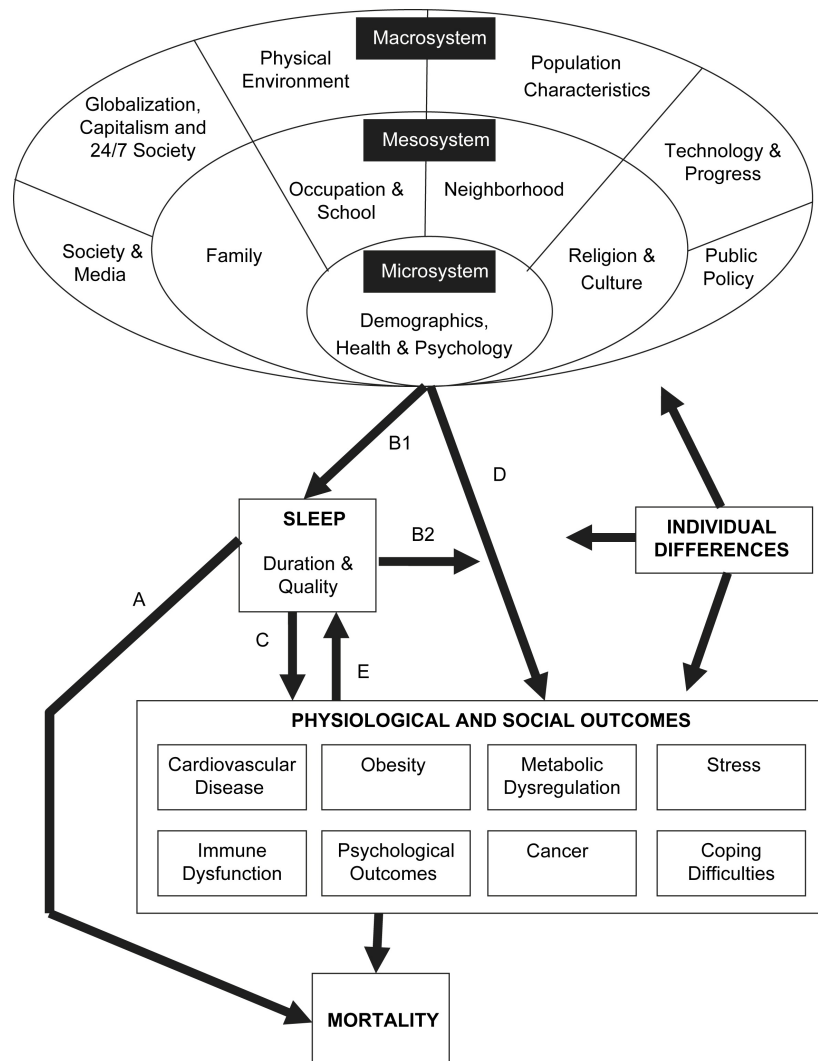 Macrosystem
Physical
Environment
Population
Characteristics
Globalization,
Capitalism and
24/7 Society
Mesosystem
Technology &
Progress
Occupation &
School
Neighborhood
Society &
Media
Family
Microsystem
Religion &
Culture
Public
Policy
Demographics,
Health & Psychology
B1
D
SLEEP
Duration &
Quality
B2
INDIVIDUAL
DIFFERENCES
A
C
E
PHYSIOLOGICAL AND SOCIAL OUTCOMES
Cardiovascular
Disease
Obesity
Metabolic
Dysregulation
Stress
Immune
Dysfunction
Psychological
Outcomes
Cancer
Coping
Difficulties
MORTALITY